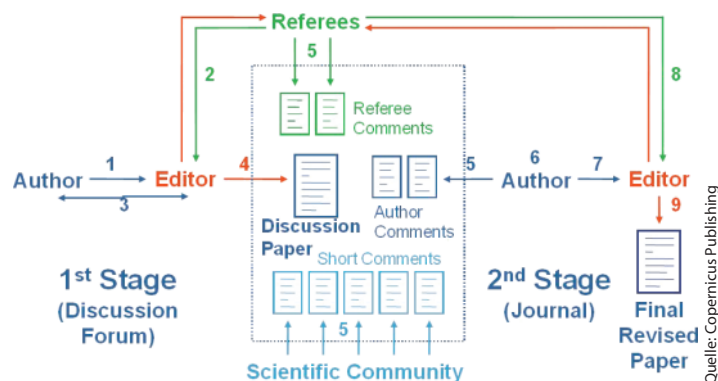 Referees
5
2
8
Referee
Comments
1
4
5
6
7
Author
Editor
Author
Editor
3
9
Discussion
Paper
Author
Comments
Short Comments
1st Stage
(Discussion
Forum)
2nd Stage
(Journal)
Final
Revised
Paper
5
Scientific Community
Quelle: Copernicus Publishing